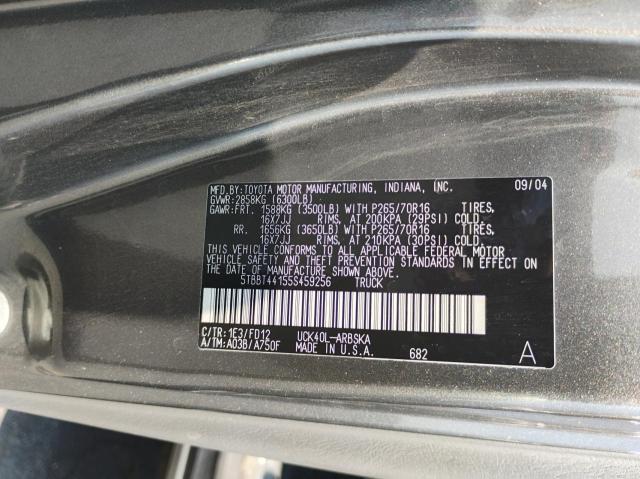 MFD.BY:TOYOTA MOTOR MANUFACTURING, INDIANA, INC. 09/04
GVWR:2858KG (6300LB)
GAWR:FRT. 1588KG (3500LB) WITH P265/70R16 TIRES,
16X7JJ RIMS, AT 200KPA (29PSI) COLD.
RR. 1656KG (3650LB) WITH P265/70R16 TIRES,
16X7JJ RIMS, AT 210KPA (30PSI) COLD.
THIS VEHICLE CONFORMS TO ALL APPLICABLE FEDERAL MOTOR
VEHICLE SAFETY AND THEFT PREVENTION STANDARDS IN EFFECT ON
THE DATE OF MANUFACTURE SHOWN ABOVE.
5TBBT44155S459256 TRUCK
C/TR:1E3/FD12 UCK40L-ARBSKA
A/TM:A03B/A750F MADE IN U.S.A. 682 A